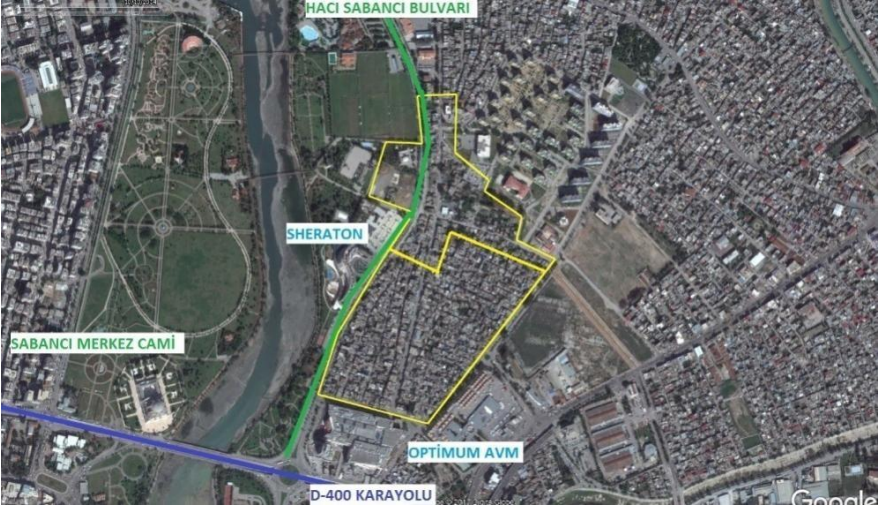 HACI SABANCI BULVARI
SHERATON
SABANCI MERKEZ CAMİ
OPTİMUM AVM
D-400 KARAYOLU
Google